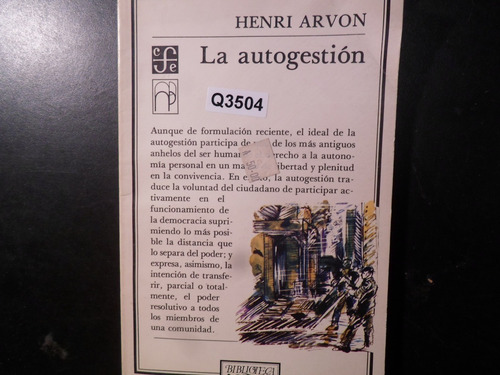 HENRI ARVON
La autogestión
cfe
Q3504
Aunque de formulación reciente, el ideal de la
autogestión participa de de los más antiguos
anhelos del ser derecho a la autono-
mía personal en un libertad y plenitud
en la convivencia. En la autogestión tra-
duce la voluntad del ciudadano de participar ac-
tivamente en el
funcionamiento de
la democracia supri-
miendo lo más posi-
ble la distancia que
lo separa del poder; y
expresa, asimismo, la
intención de transfe-
rir, parcial o total-
mente, el poder
resolutivo a todos
los miembros de
una comunidad.
BIBLIOTECA